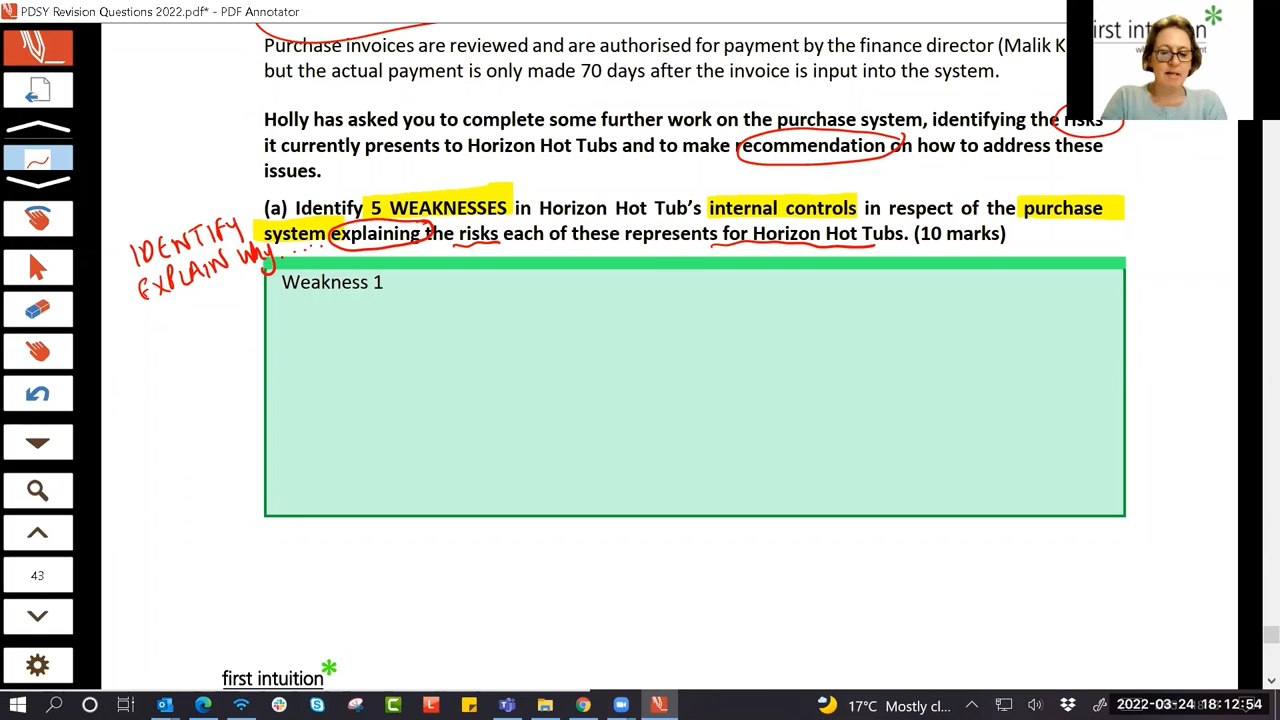 PDSY Revision Questions 2022.pdf* - PDF Annotator
first intuition*
Purchase invoices are reviewed and are authorised for payment by the finance director (Malik K
but the actual payment is only made 70 days after the invoice is input into the system.
Holly has asked you to complete some further work on the purchase system, identifying the risks
it currently presents to Horizon Hot Tubs and to make recommendation on how to address these
issues.
(a) Identify 5 WEAKNESSES in Horizon Hot Tub's internal controls in respect of the purchase
system explaining the risks each of these represents for Horizon Hot Tubs. (10 marks)
IDENTIFY
EXPLAIN why......
Weakness 1
43
first intuition*
17°C Mostly cl...
2022-03-24 18:12:54